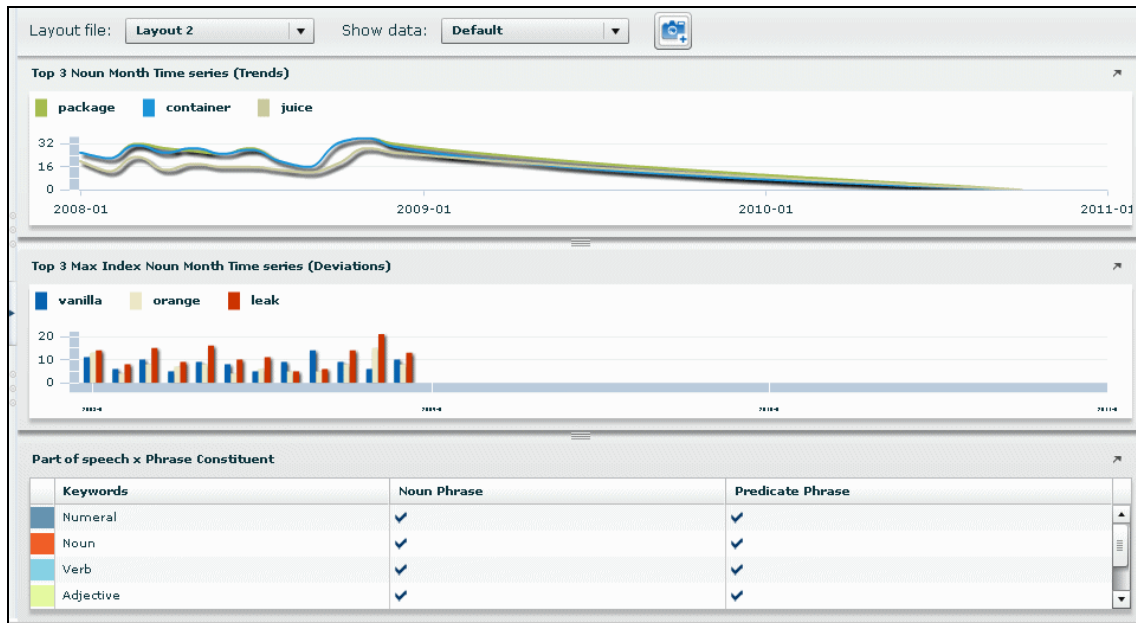 Layout file: Layout 2 Show data: Default
Top 3 Noun Month Time series (Trends)
package container juice
32
16
0
2008-01 2009-01 2010-01 2011-01
Top 3 Max Index Noun Month Time series (Deviations)
vanilla orange leak
20
10
0
Part of speech x Phrase Constituent
Keywords Noun Phrase Predicate Phrase
Numeral
Noun
Verb
Adjective